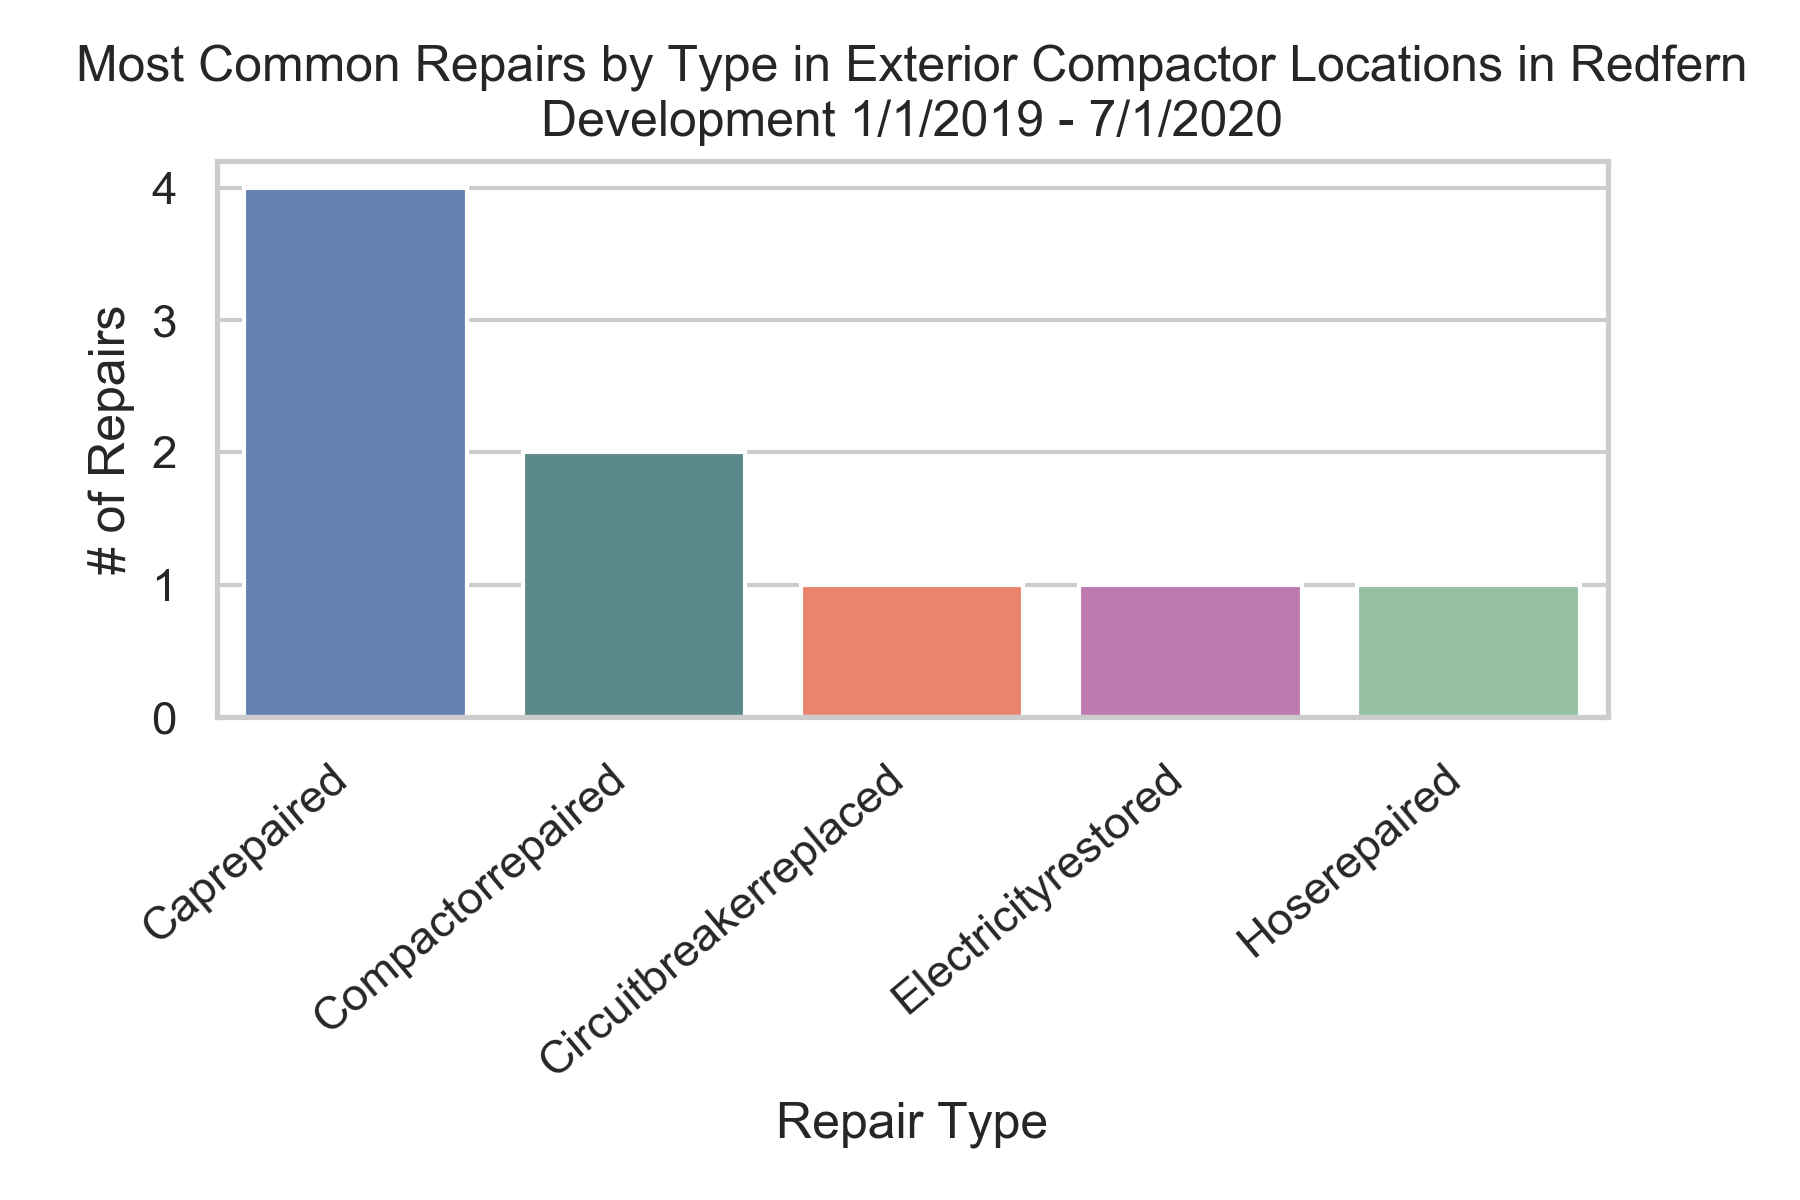 Most Common Repairs by Type in Exterior Compactor Locations in Redfern
Development 1/1/2019 - 7/1/2020
# of Repairs
4
3
2
1
0
Caprepaired
Compactorrepaired
Circuitbreakerreplaced
Electricityrestored
Hoserepaired
Repair Type